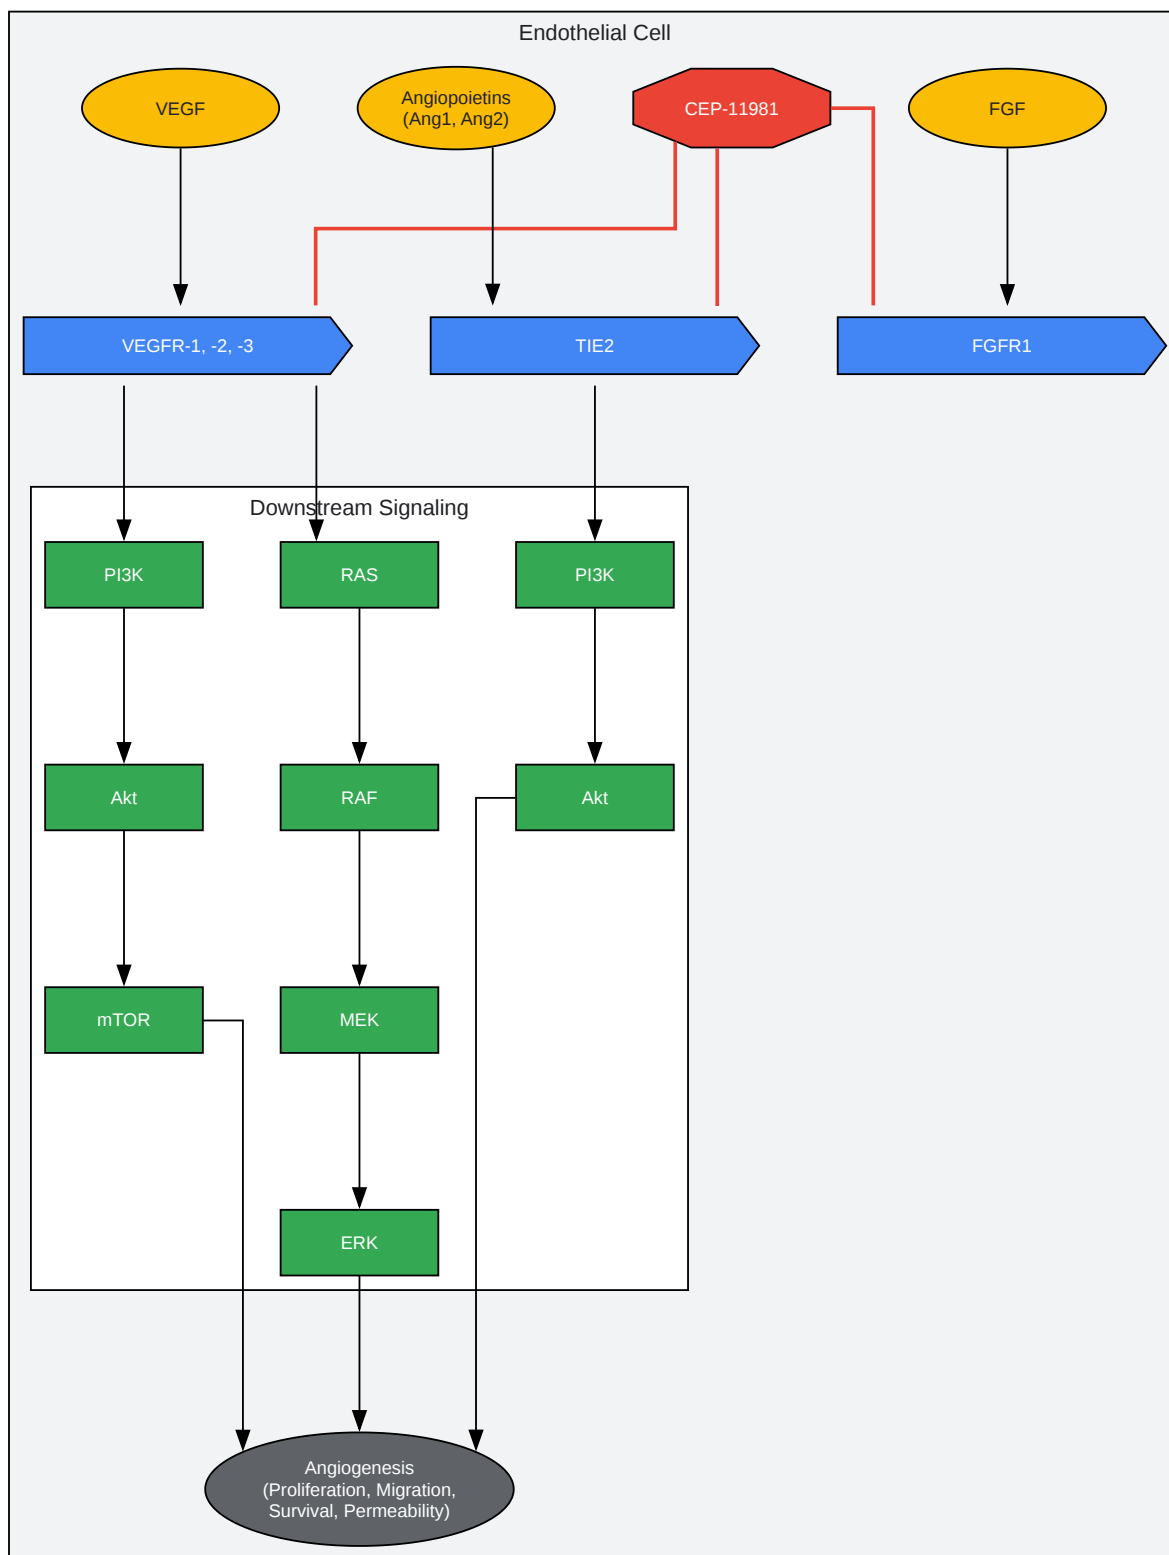 Endothelial Cell
VEGF
Angiopoietins
(Ang1, Ang2)
CEP-11981
FGF
VEGFR-1, -2, -3
TIE2
FGFR1
Downstream Signaling
PI3K
RAS
PI3K
Akt
RAF
Akt
mTOR
MEK
ERK
Angiogenesis
(Proliferation, Migration,
Survival, Permeability)